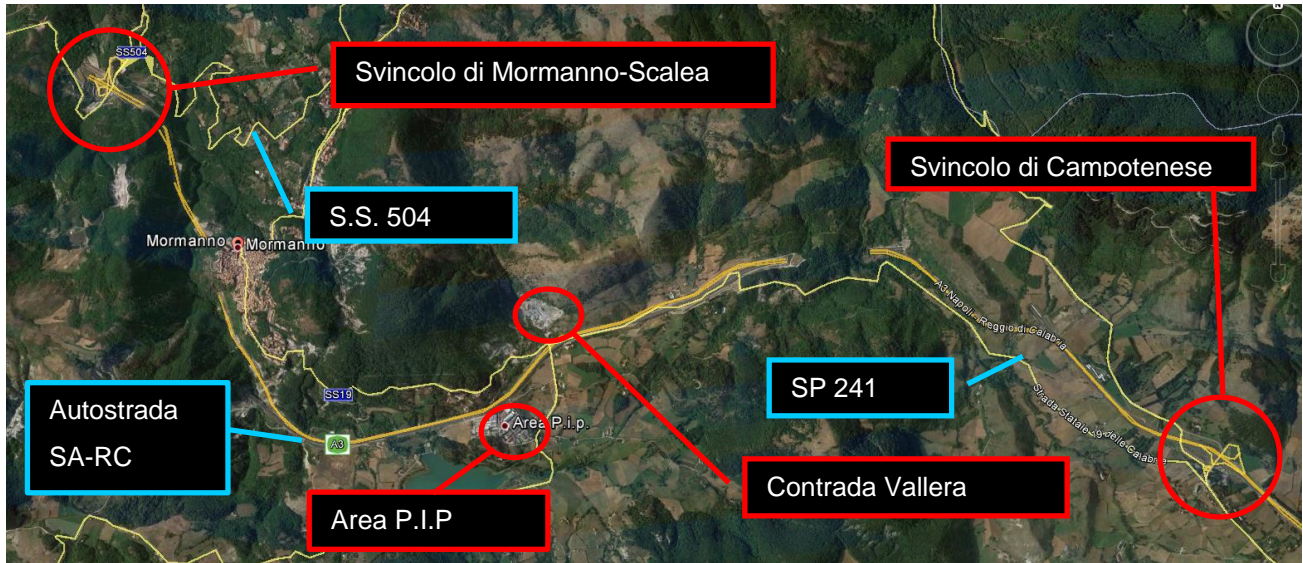 SS504
Svincolo di Mormanno-Scalea
Svincolo di Campotenese
S.S. 504
Mormanno
Mormanno
A3 Napoli - Reggio di Calabria
SP 241
SS19
Autostrada
SA-RC
A3
Area P.i.p.
Strada Statale 19 delle Calabrie
Contrada Vallera
Area P.I.P